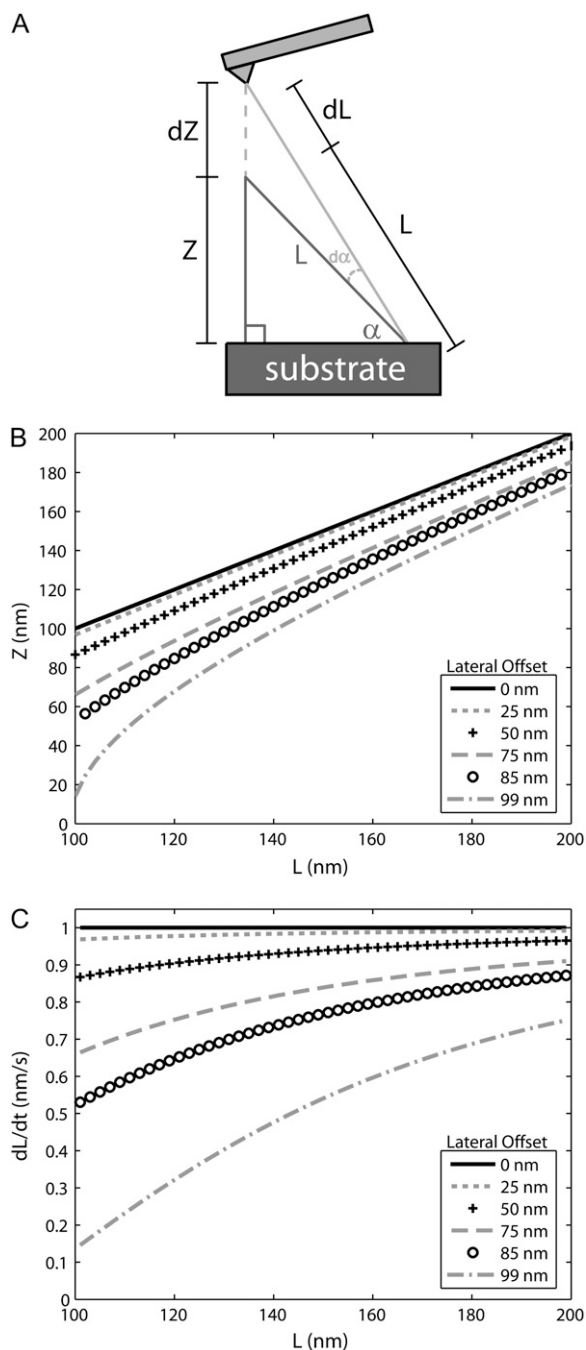 A
dZ
dL
Z
L
dα
L
α
substrate
B
200
180
160
140
120
100
80
60
40
20
0
Z (nm)
100
120
140
160
180
200
L (nm)
Lateral Offset
0 nm
25 nm
50 nm
75 nm
85 nm
99 nm
C
1
0.9
0.8
0.7
0.6
0.5
0.4
0.3
0.2
0.1
0
dL/dt (nm/s)
100
120
140
160
180
200
L (nm)
Lateral Offset
0 nm
25 nm
50 nm
75 nm
85 nm
99 nm